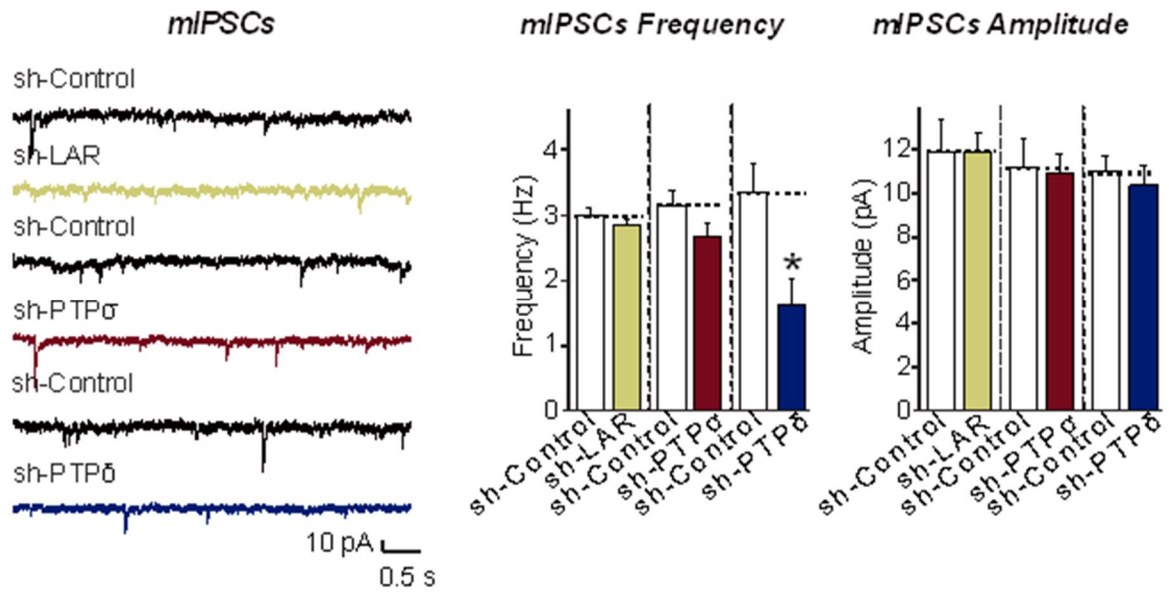 mIPSCs
sh-Control
sh-LAR
sh-Control
sh-PTPσ
sh-Control
sh-PTPδ
10 pA
0.5 s
mIPSCs Frequency
Frequency (Hz)
4
3
2
1
0
*
sh-Control
sh-LAR
sh-Control
sh-PTPσ
sh-Control
sh-PTPδ
mIPSCs Amplitude
Amplitude (pA)
12
10
8
6
4
2
0
sh-Control
sh-LAR
sh-Control
sh-PTPσ
sh-Control
sh-PTPδ